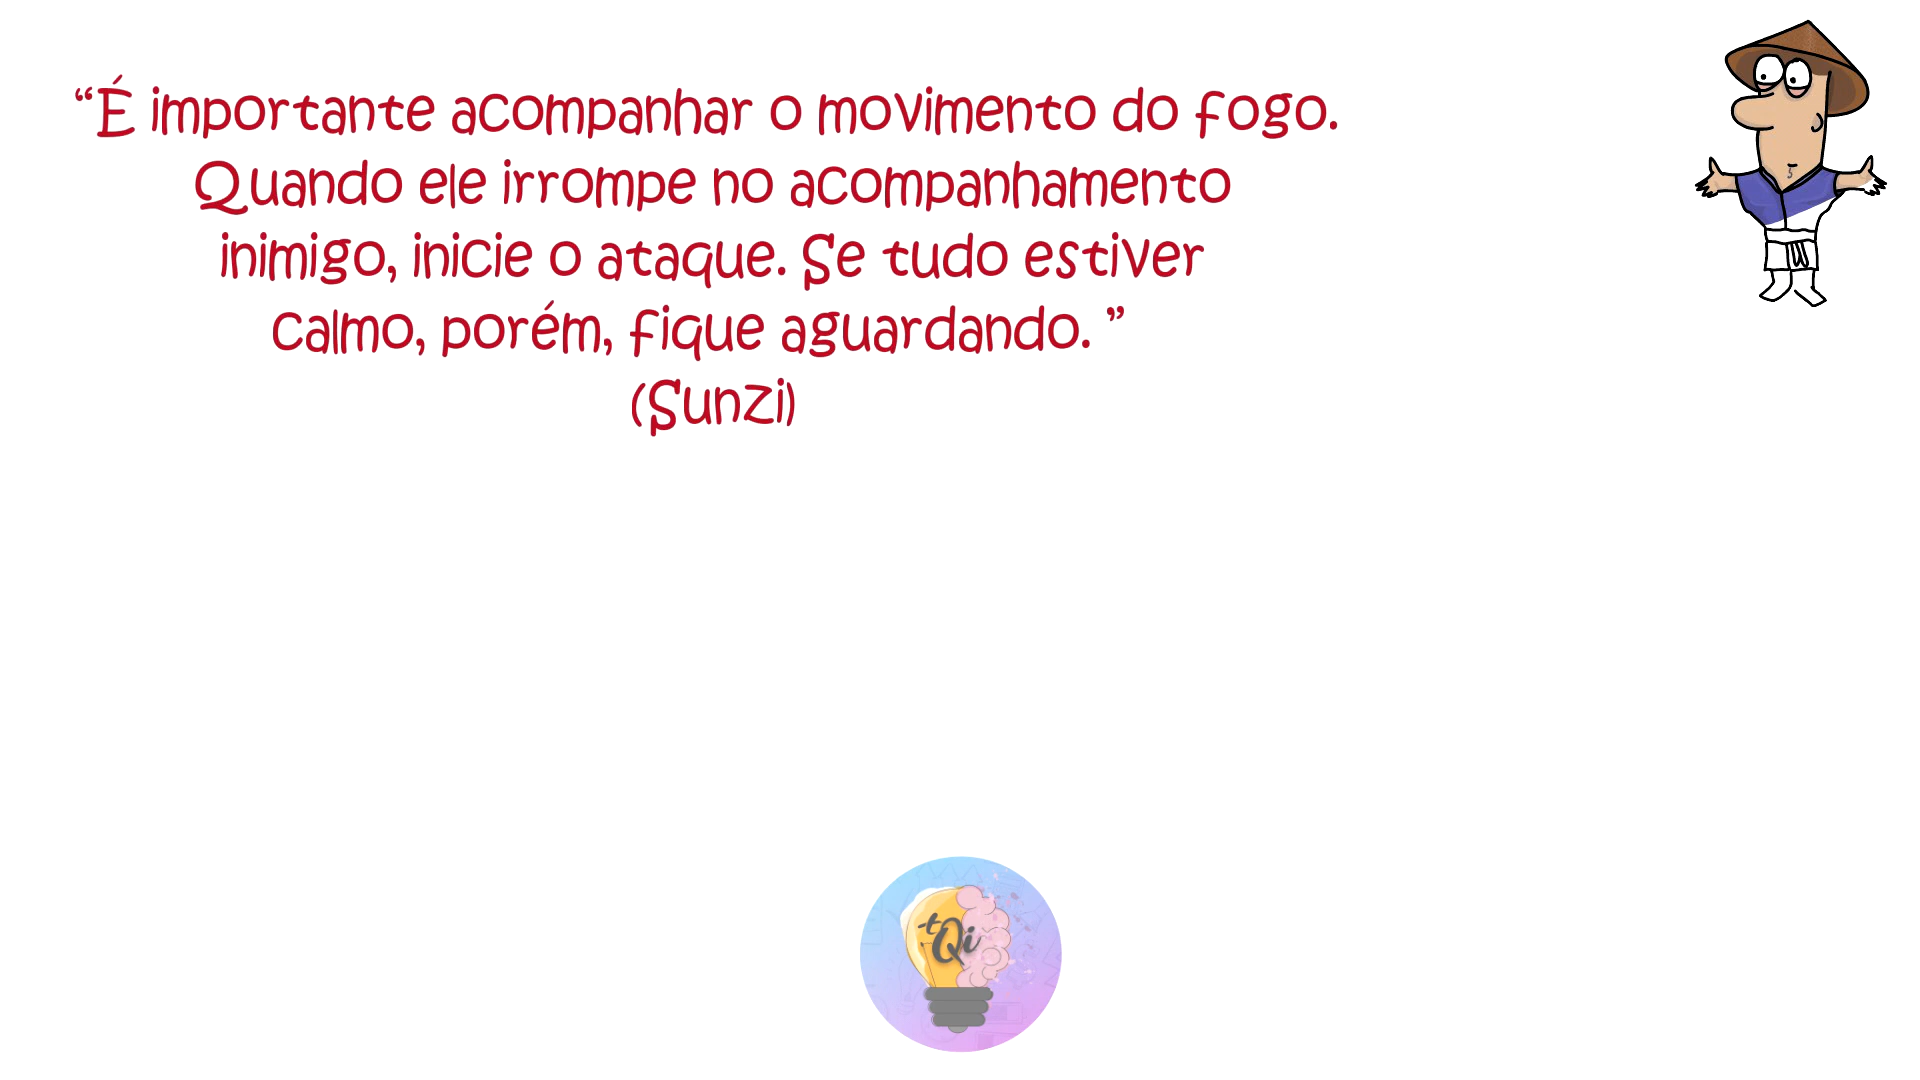 “É importante acompanhar o movimento do fogo.
Quando ele irrompe no acompanhamento
inimigo, inicie o ataque. Se tudo estiver
calmo, porém, fique aguardando. ”
(Sunzi)
-tQi